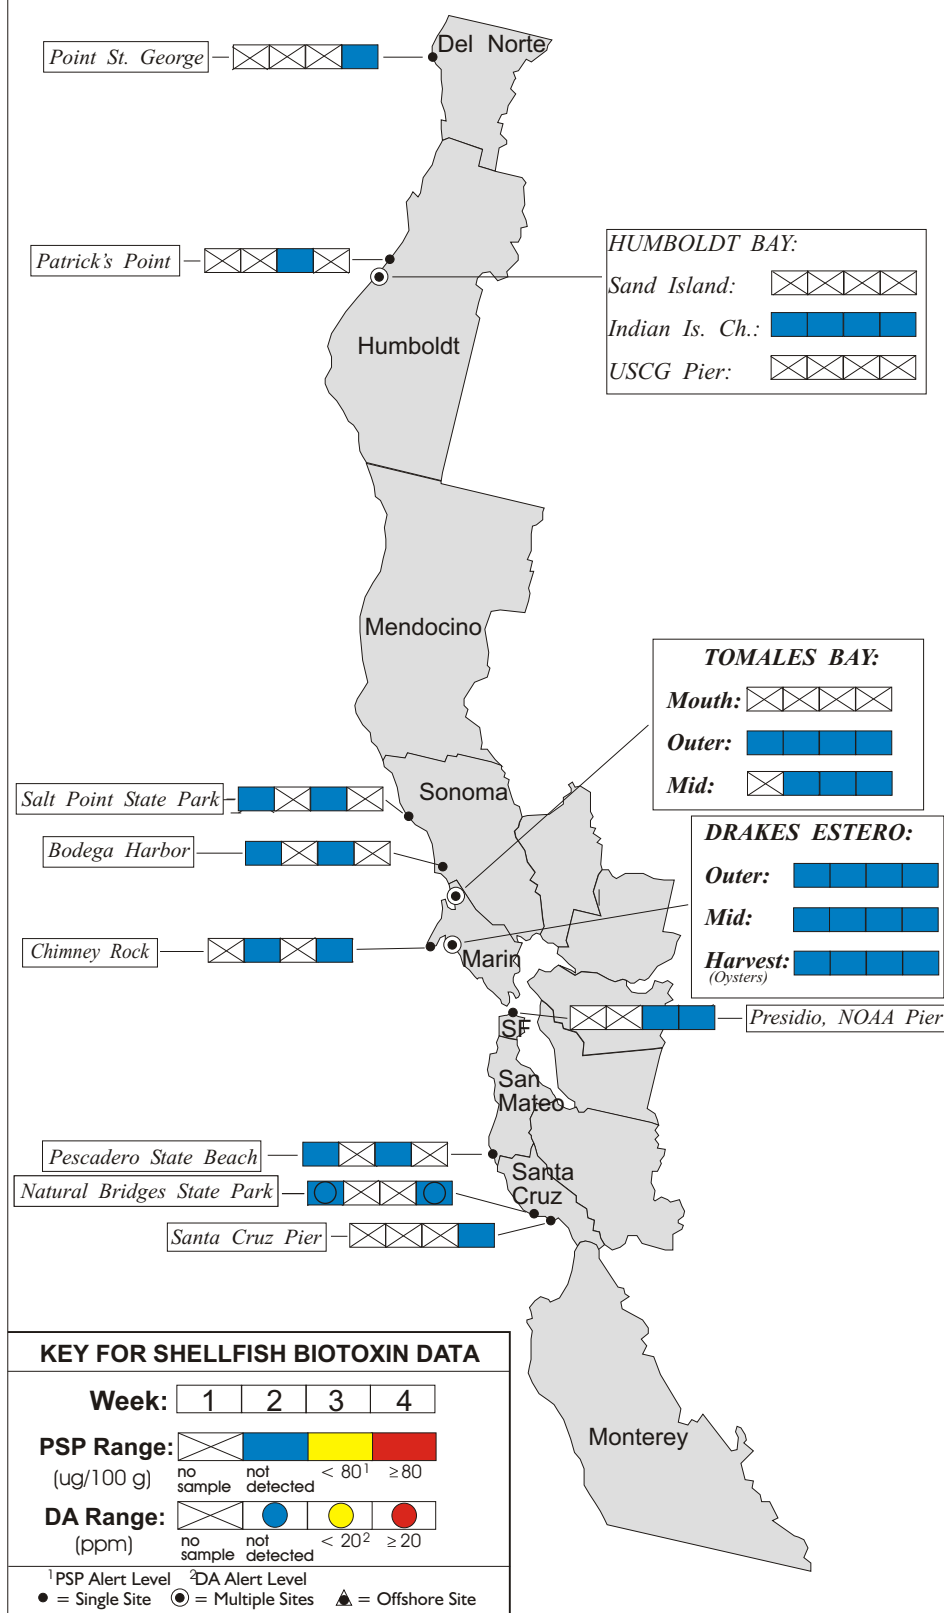 Point St. George
Del Norte
Patrick's Point
HUMBOLDT BAY:
Sand Island:
Indian Is. Ch.:
USCG Pier:
Humboldt
Mendocino
TOMALES BAY:
Mouth:
Outer:
Mid:
Salt Point State Park
Sonoma
Bodega Harbor
DRAKES ESTERO:
Outer:
Mid:
Harvest:
(Oysters)
Chimney Rock
Marin
Presidio, NOAA Pier
SF
San
Mateo
Pescadero State Beach
Natural Bridges State Park
Santa
Cruz
Santa Cruz Pier
Monterey
KEY FOR SHELLFISH BIOTOXIN DATA
Week: 1 2 3 4
PSP Range:
(ug/100 g)
no sample
not detected
< 80¹
≥80
DA Range:
(ppm)
no sample
not detected
< 20²
≥ 20
¹PSP Alert Level ²DA Alert Level
= Single Site = Multiple Sites = Offshore Site